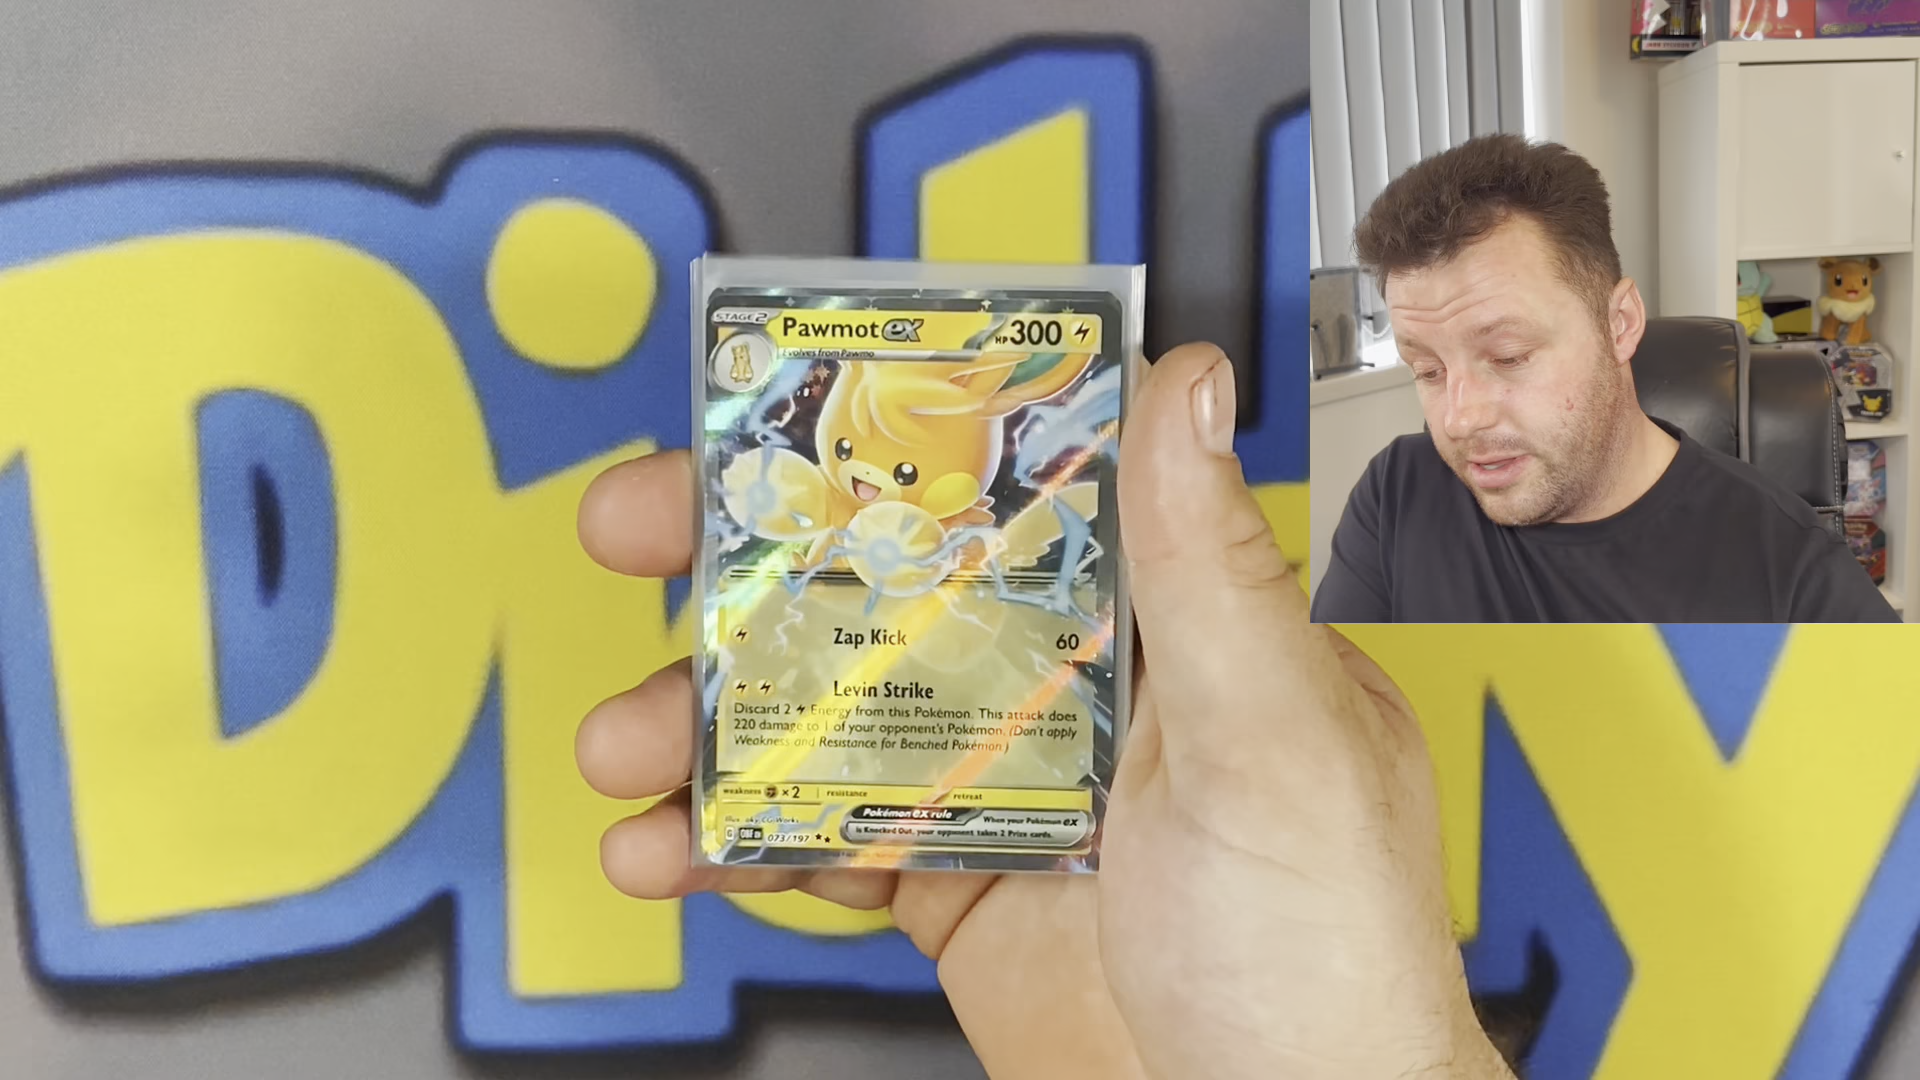 STAGE 2
Pawmot ex
HP 300
Evolves from Pawmo
Zap Kick 60
Levin Strike
Discard 2 Energy from this Pokémon. This attack does
220 damage to 1 of your opponent's Pokémon. (Don't apply
Weakness and Resistance for Benched Pokémon.)
weakness ×2 resistance retreat
Pokémon ex rule
When your Pokémon ex
is Knocked Out, your opponent takes 2 Prize cards.
G OBF EN 073/197